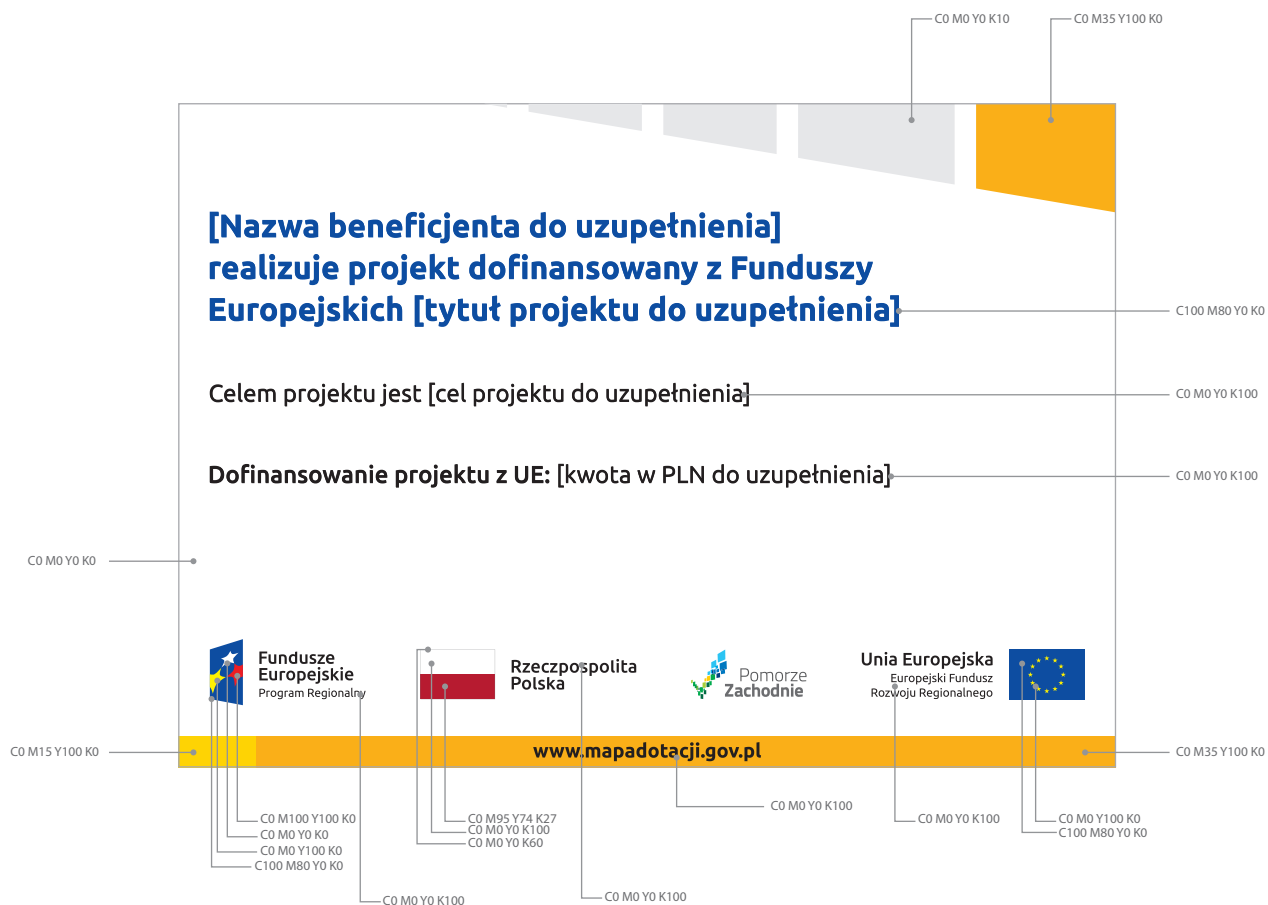 C0 M0 Y0 K10
C0 M35 Y100 K0
[Nazwa beneficjenta do uzupełnienia]
realizuje projekt dofinansowany z Funduszy
Europejskich [tytuł projektu do uzupełnienia]
C100 M80 Y0 K0
Celem projektu jest [cel projektu do uzupełnienia]
C0 M0 Y0 K100
Dofinansowanie projektu z UE: [kwota w PLN do uzupełnienia]
C0 M0 Y0 K100
C0 M0 Y0 K0
Fundusze
Europejskie
Program Regionalny
Rzeczpospolita
Polska
Pomorze
Zachodnie
Unia Europejska
Europejski Fundusz
Rozwoju Regionalnego
C0 M15 Y100 K0
www.mapadotacji.gov.pl
C0 M35 Y100 K0
C0 M0 Y0 K100
C0 M100 Y100 K0
C0 M0 Y0 K0
C0 M0 Y100 K0
C100 M80 Y0 K0
C0 M95 Y74 K27
C0 M0 Y0 K100
C0 M0 Y0 K60
C0 M0 Y0 K100
C0 M0 Y100 K0
C100 M80 Y0 K0
C0 M0 Y0 K100
C0 M0 Y0 K100